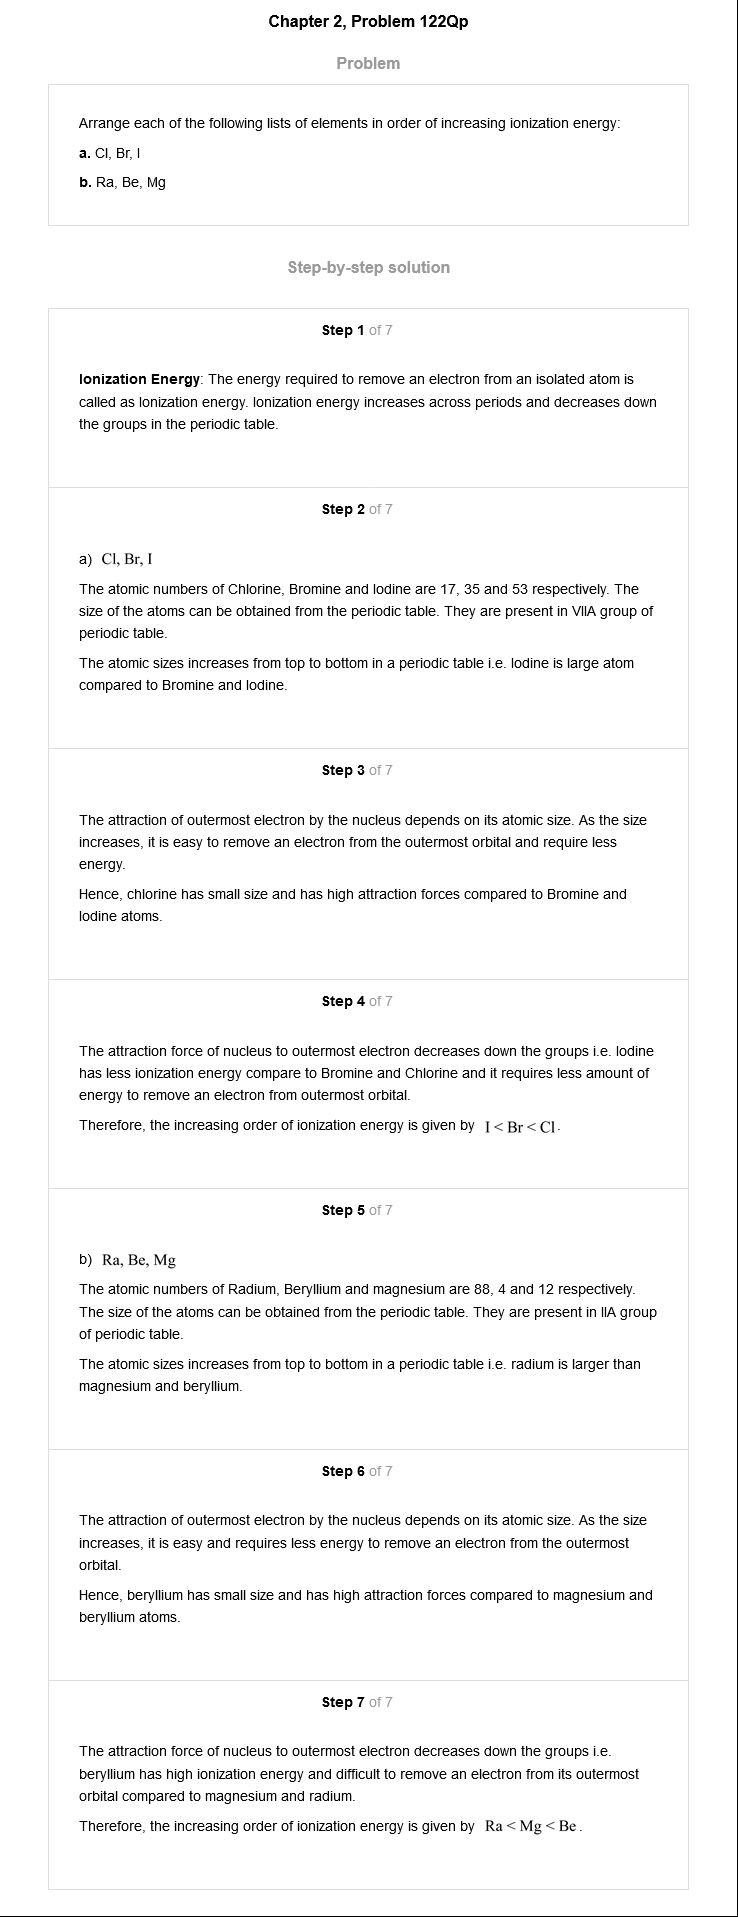 Chapter 2, Problem 122Qp
Problem
Arrange each of the following lists of elements in order of increasing ionization energy:
a. Cl, Br, I
b. Ra, Be, Mg
Step-by-step solution
Step 1 of 7
Ionization Energy: The energy required to remove an electron from an isolated atom is
called as Ionization energy. Ionization energy increases across periods and decreases down
the groups in the periodic table.
Step 2 of 7
a) Cl, Br, I
The atomic numbers of Chlorine, Bromine and Iodine are 17, 35 and 53 respectively. The
size of the atoms can be obtained from the periodic table. They are present in VIIA group of
periodic table.
The atomic sizes increases from top to bottom in a periodic table i.e. Iodine is large atom
compared to Bromine and Iodine.
Step 3 of 7
The attraction of outermost electron by the nucleus depends on its atomic size. As the size
increases, it is easy to remove an electron from the outermost orbital and require less
energy.
Hence, chlorine has small size and has high attraction forces compared to Bromine and
Iodine atoms.
Step 4 of 7
The attraction force of nucleus to outermost electron decreases down the groups i.e. Iodine
has less ionization energy compare to Bromine and Chlorine and it requires less amount of
energy to remove an electron from outermost orbital.
Therefore, the increasing order of ionization energy is given by I < Br < Cl.
Step 5 of 7
b) Ra, Be, Mg
The atomic numbers of Radium, Beryllium and magnesium are 88, 4 and 12 respectively.
The size of the atoms can be obtained from the periodic table. They are present in IIA group
of periodic table.
The atomic sizes increases from top to bottom in a periodic table i.e. radium is larger than
magnesium and beryllium.
Step 6 of 7
The attraction of outermost electron by the nucleus depends on its atomic size. As the size
increases, it is easy and requires less energy to remove an electron from the outermost
orbital.
Hence, beryllium has small size and has high attraction forces compared to magnesium and
beryllium atoms.
Step 7 of 7
The attraction force of nucleus to outermost electron decreases down the groups i.e.
beryllium has high ionization energy and difficult to remove an electron from its outermost
orbital compared to magnesium and radium.
Therefore, the increasing order of ionization energy is given by Ra < Mg < Be.